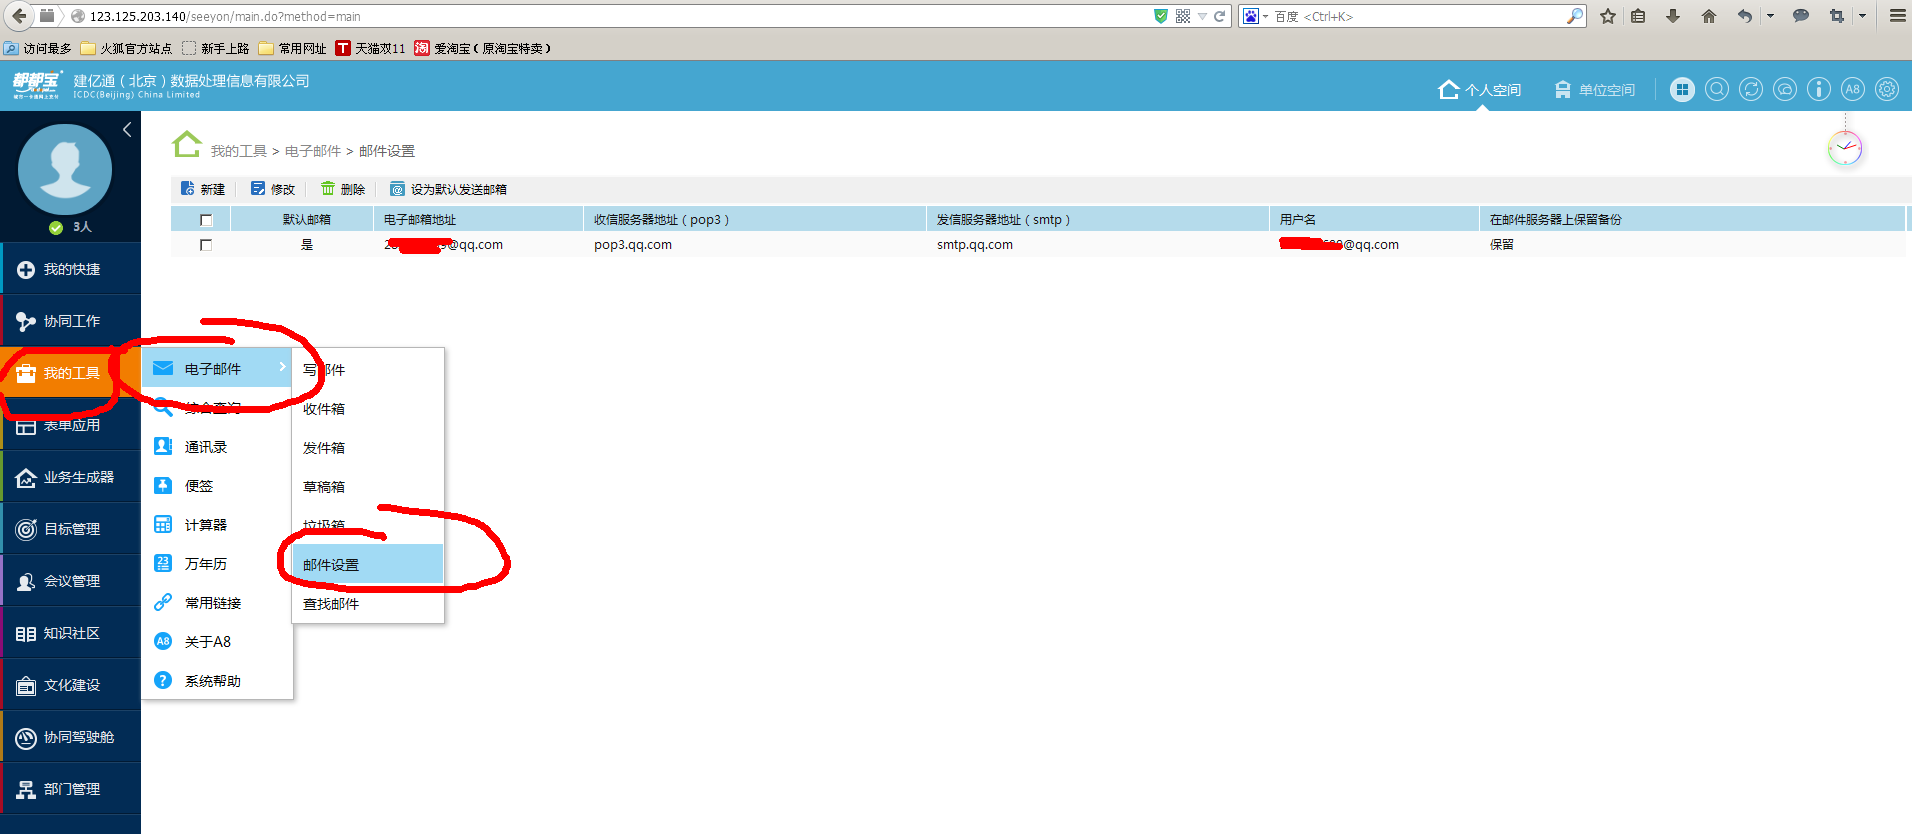 123.125.203.140/seeyon/main.do?method=main
百度 <Ctrl+K>
访问最多 火狐官方站点 新手上路 常用网址 天猫双11 爱淘宝（原淘宝特卖）
都都宝 建亿通（北京）数据处理信息有限公司
ICDC(Beijing) China Limited
个人空间 单位空间 A8
我的工具 > 电子邮件 > 邮件设置
新建 修改 删除 设为默认发送邮箱
默认邮箱 电子邮箱地址 收信服务器地址（pop3） 发信服务器地址（smtp） 用户名 在邮件服务器上保留备份
是 @qq.com pop3.qq.com smtp.qq.com @qq.com 保留
3人
我的快捷
协同工作
我的工具
表单应用
业务生成器
目标管理
会议管理
知识社区
文化建设
协同驾驶舱
部门管理
电子邮件
综合查询
通讯录
便签
计算器
23 万年历
常用链接
A8 关于A8
系统帮助
写邮件
收件箱
发件箱
草稿箱
垃圾箱
邮件设置
查找邮件